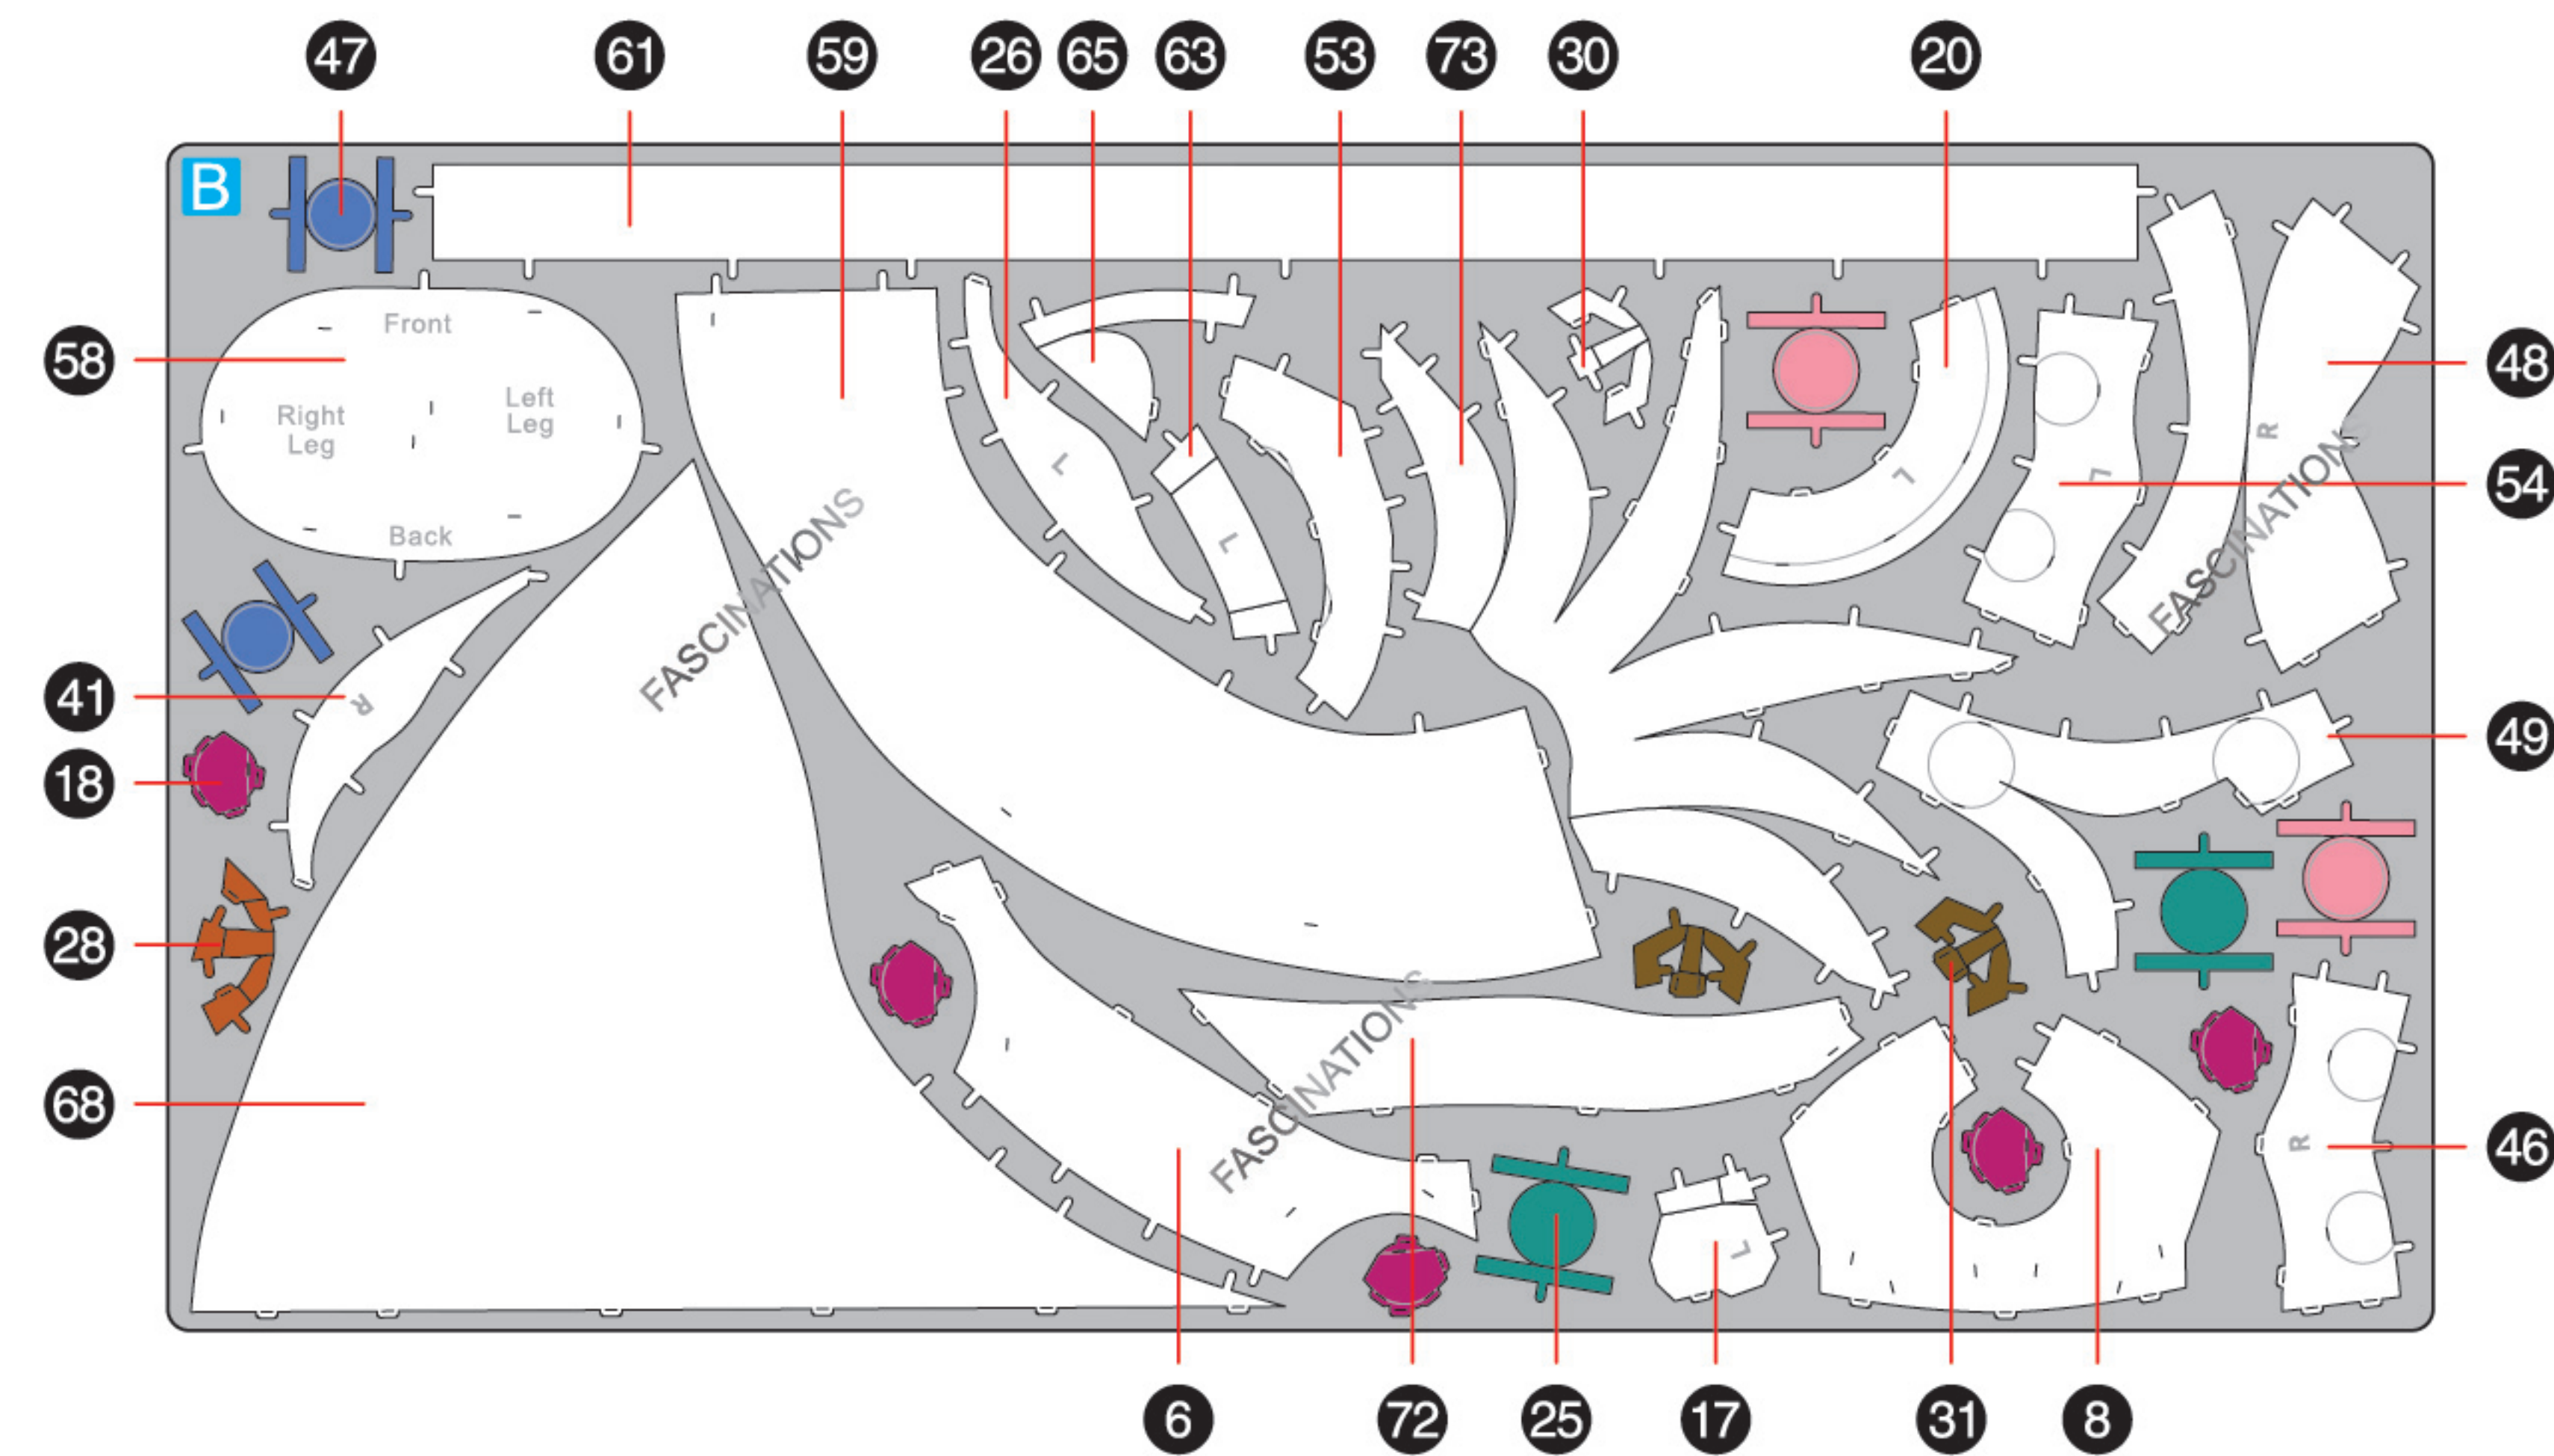 47 61 59 26 65 63 53 73 30 20
B
58
Front
Right
Leg
Left
Leg
Back
L
L
L
L
R
48
54
FASCINATIONS
FASCINATIONS
41
R
18
49
28
68
FASCINATIONS
L
R
46
6 72 25 17 31 8